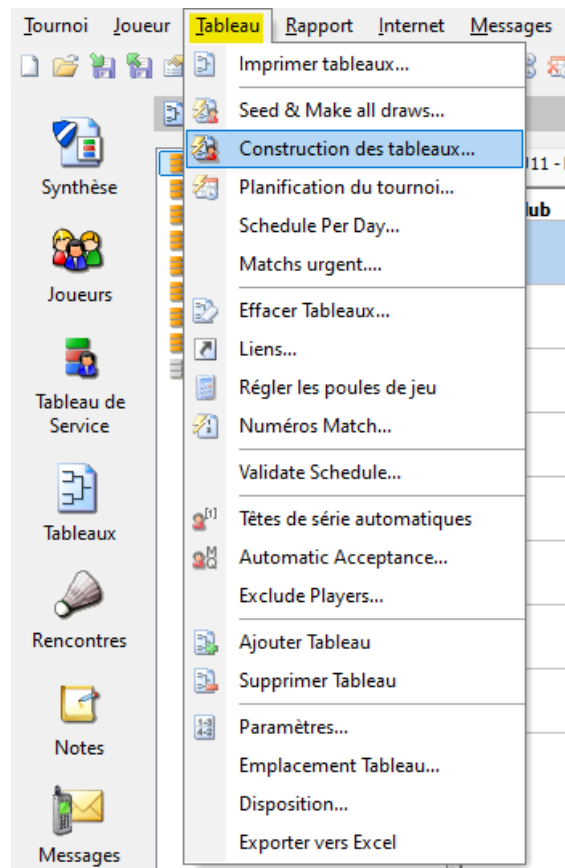 Tournoi Joueur Tableau Rapport Internet Messages
Imprimer tableaux...
Seed & Make all draws...
Construction des tableaux...
Planification du tournoi...
Schedule Per Day...
Matchs urgent....
Effacer Tableaux...
Liens...
Régler les poules de jeu
Numéros Match...
Validate Schedule...
Têtes de série automatiques
Automatic Acceptance...
Exclude Players...
Ajouter Tableau
Supprimer Tableau
Paramètres...
Emplacement Tableau...
Disposition...
Exporter vers Excel
Synthèse
Joueurs
Tableau de
Service
Tableaux
Rencontres
Notes
Messages